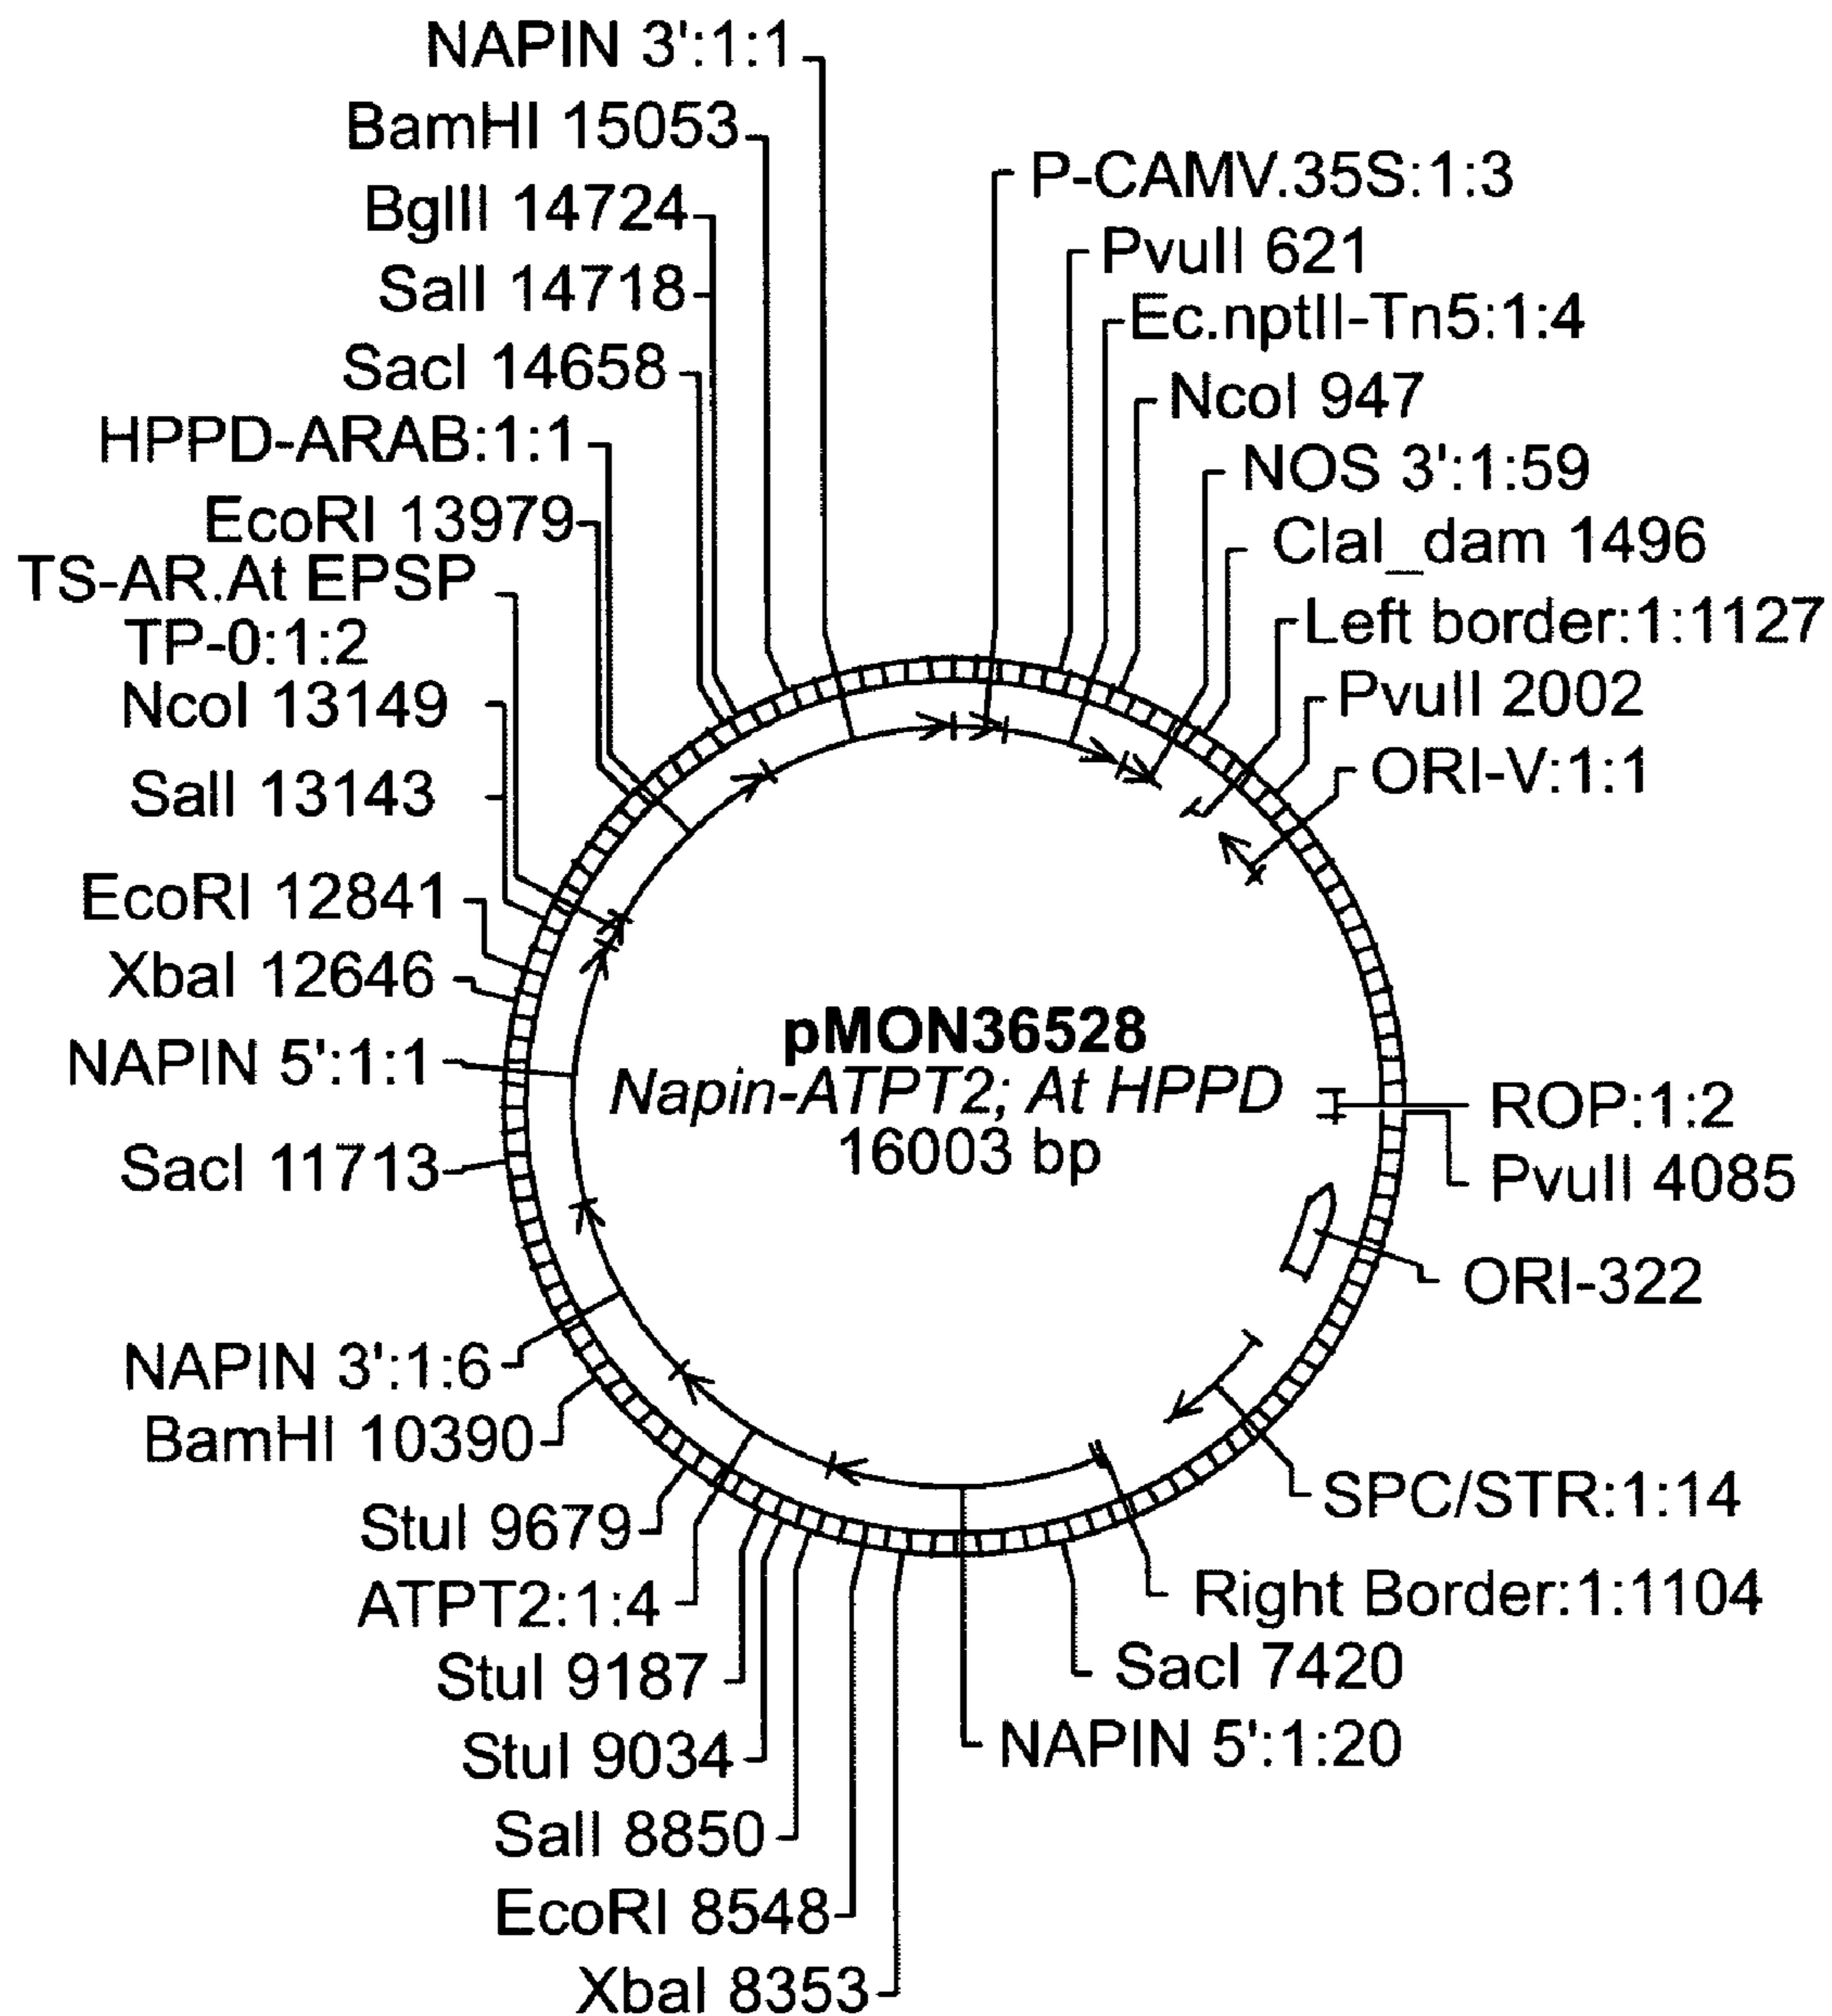 NAPIN 3':1:1
BamHI 15053
BglII 14724
SalI 14718
SacI 14658
HPPD-ARAB:1:1
EcoRI 13979
TS-AR.At EPSP
TP-0:1:2
NcoI 13149
SalI 13143
EcoRI 12841
XbaI 12646
NAPIN 5':1:1
SacI 11713
NAPIN 3':1:6
BamHI 10390
StuI 9679
ATPT2:1:4
StuI 9187
StuI 9034
SalI 8850
EcoRI 8548
XbaI 8353
P-CAMV.35S:1:3
PvuII 621
Ec.nptII-Tn5:1:4
NcoI 947
NOS 3':1:59
ClaI_dam 1496
Left border:1:1127
PvuII 2002
ORI-V:1:1
ROP:1:2
PvuII 4085
ORI-322
SPC/STR:1:14
Right Border:1:1104
SacI 7420
NAPIN 5':1:20
pMON36528
Napin-ATPT2; At HPPD
16003 bp